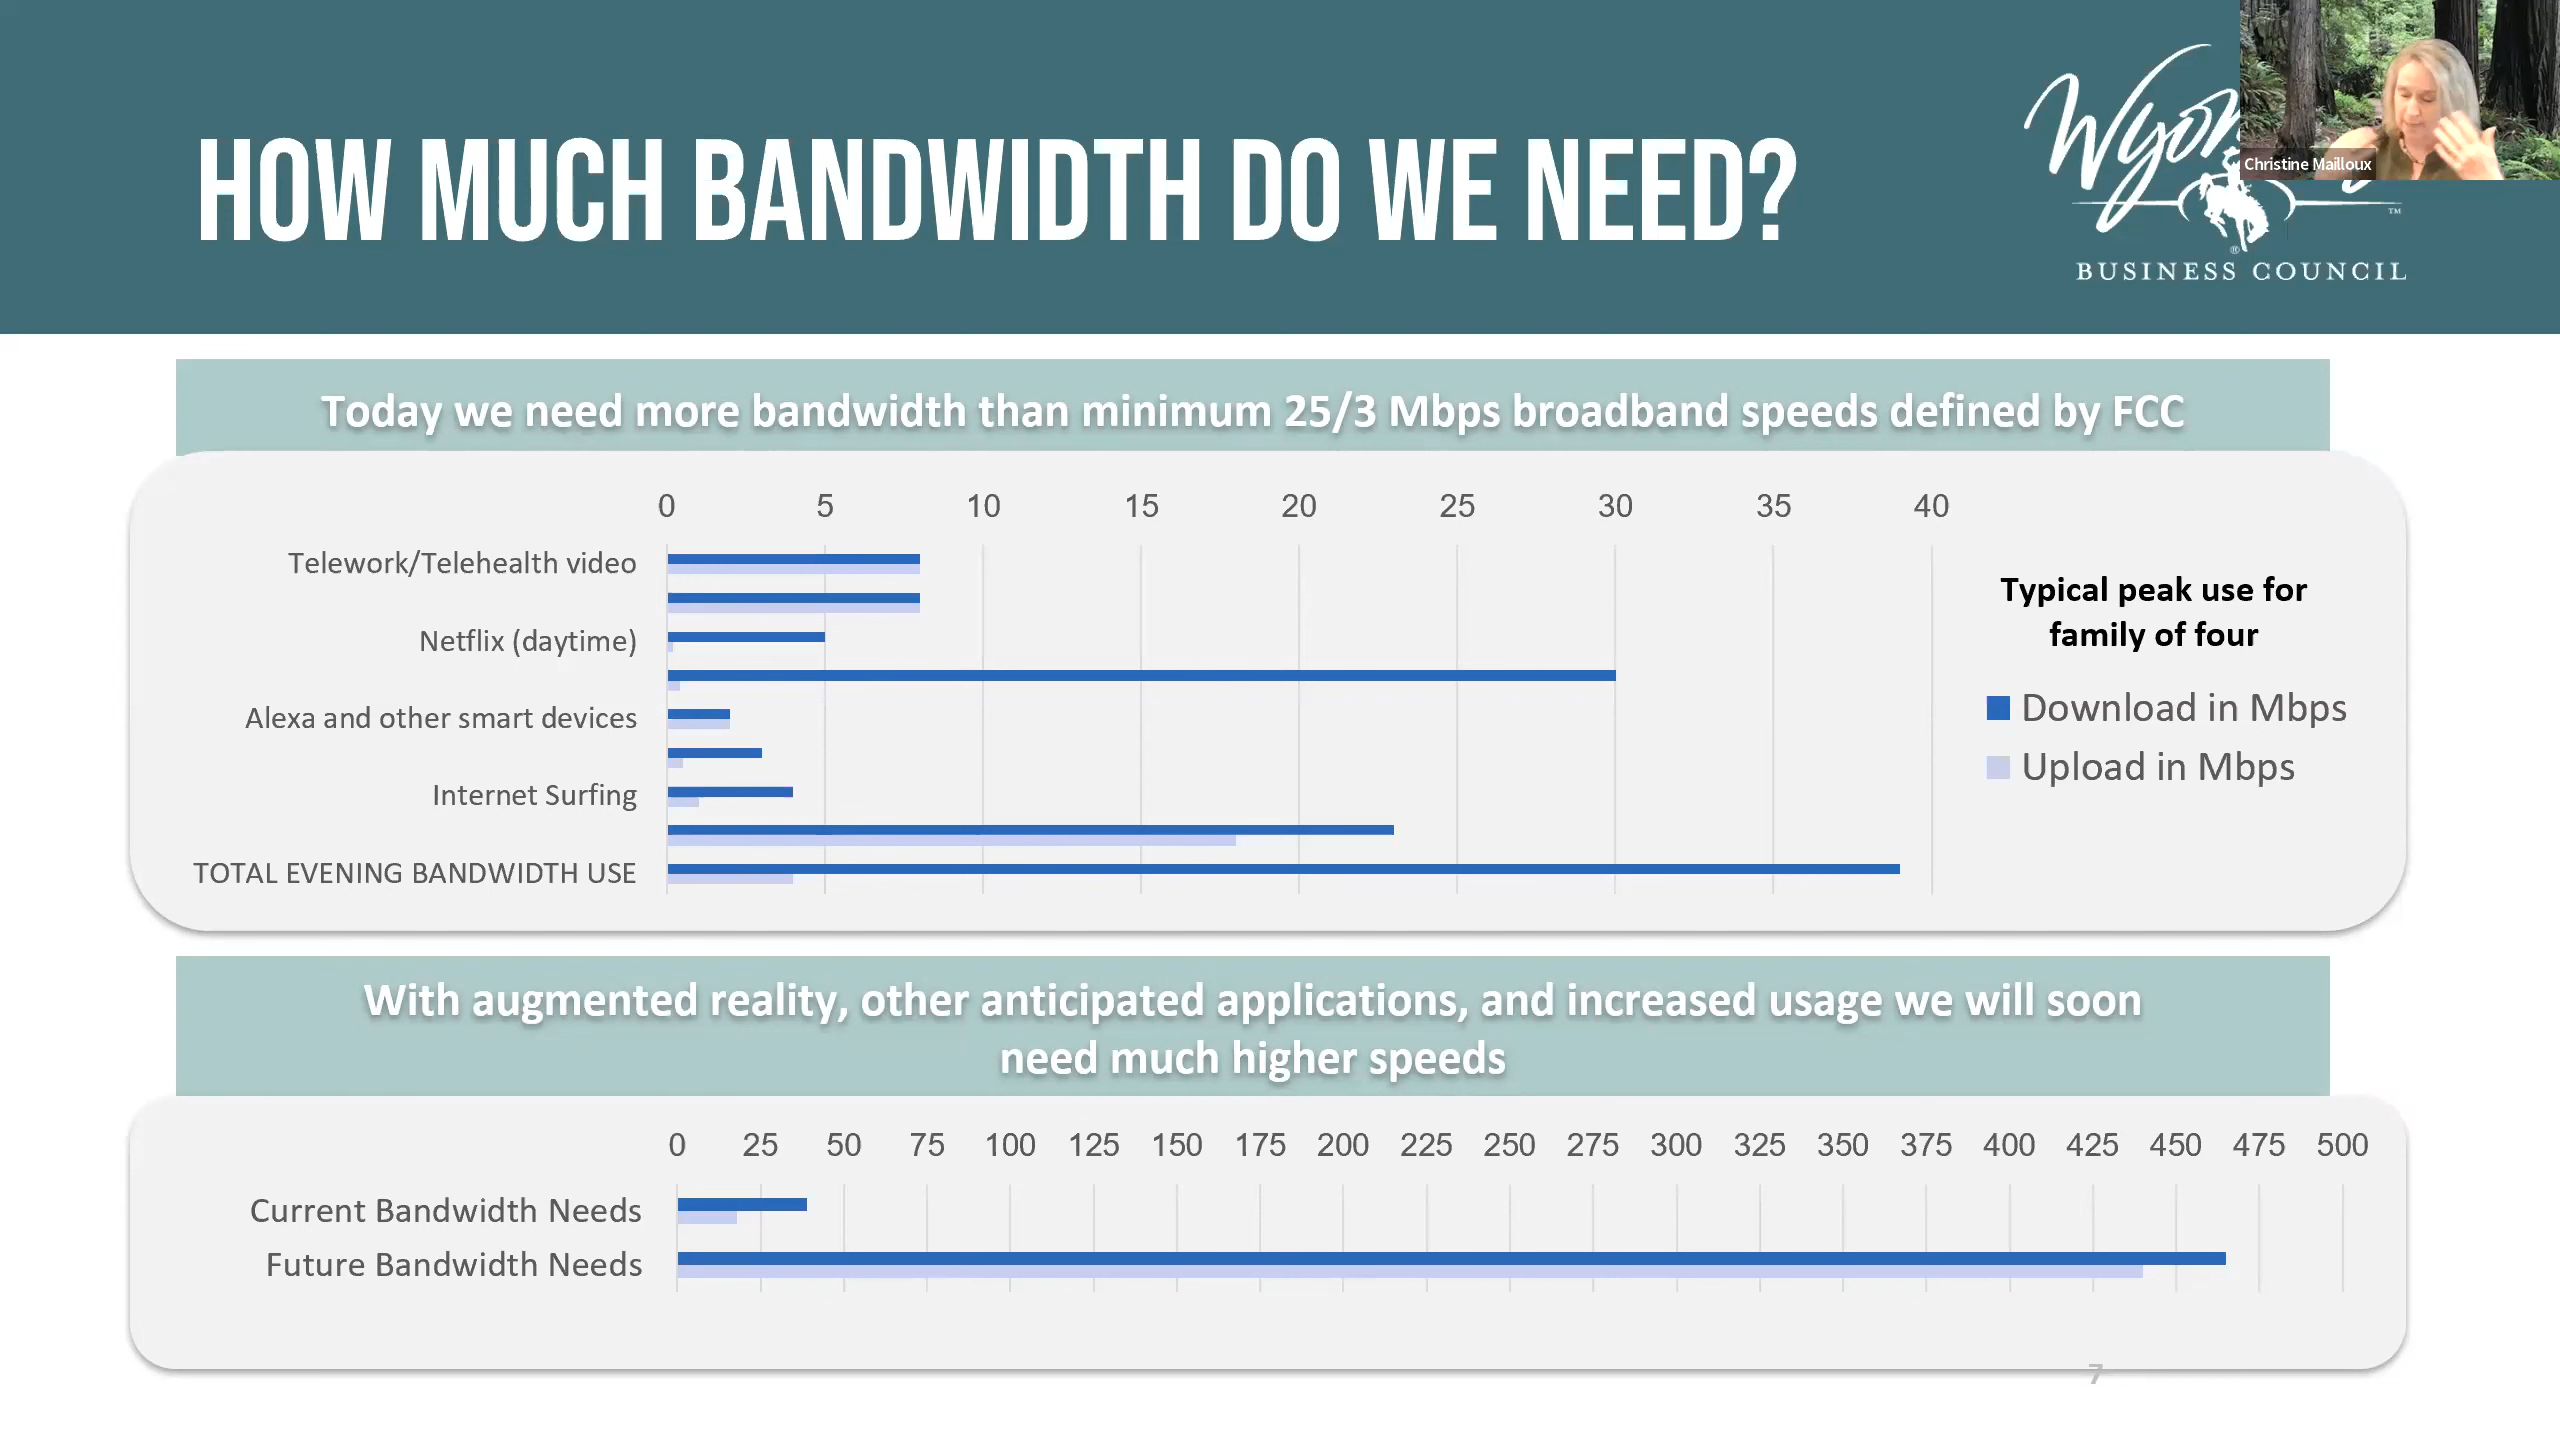 HOW MUCH BANDWIDTH DO WE NEED?
Christine Mailloux
™
®
BUSINESS COUNCIL
Today we need more bandwidth than minimum 25/3 Mbps broadband speeds defined by FCC
0 5 10 15 20 25 30 35 40
Telework/Telehealth video
Netflix (daytime)
Alexa and other smart devices
Internet Surfing
TOTAL EVENING BANDWIDTH USE
Typical peak use for
family of four
Download in Mbps
Upload in Mbps
With augmented reality, other anticipated applications, and increased usage we will soon
need much higher speeds
0 25 50 75 100 125 150 175 200 225 250 275 300 325 350 375 400 425 450 475 500
Current Bandwidth Needs
Future Bandwidth Needs
7